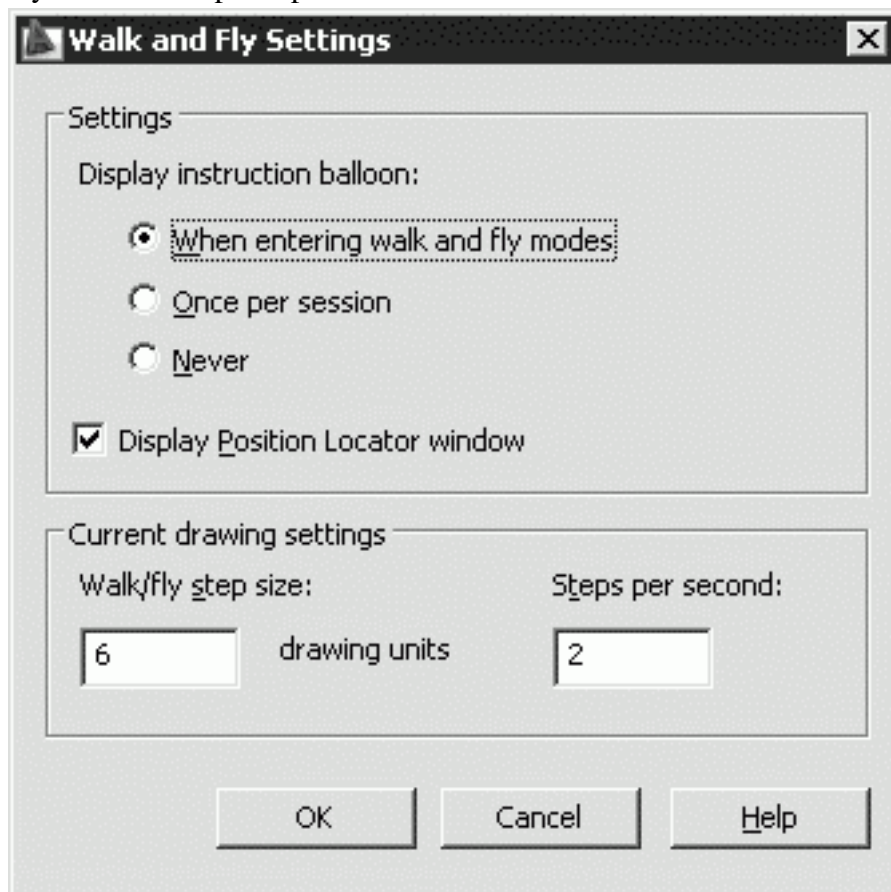 Walk and Fly Settings
Settings
Display instruction balloon:
When entering walk and fly modes
Once per session
Never
Display Position Locator window
Current drawing settings
Walk/fly step size: Steps per second:
6 drawing units 2
OK Cancel Help